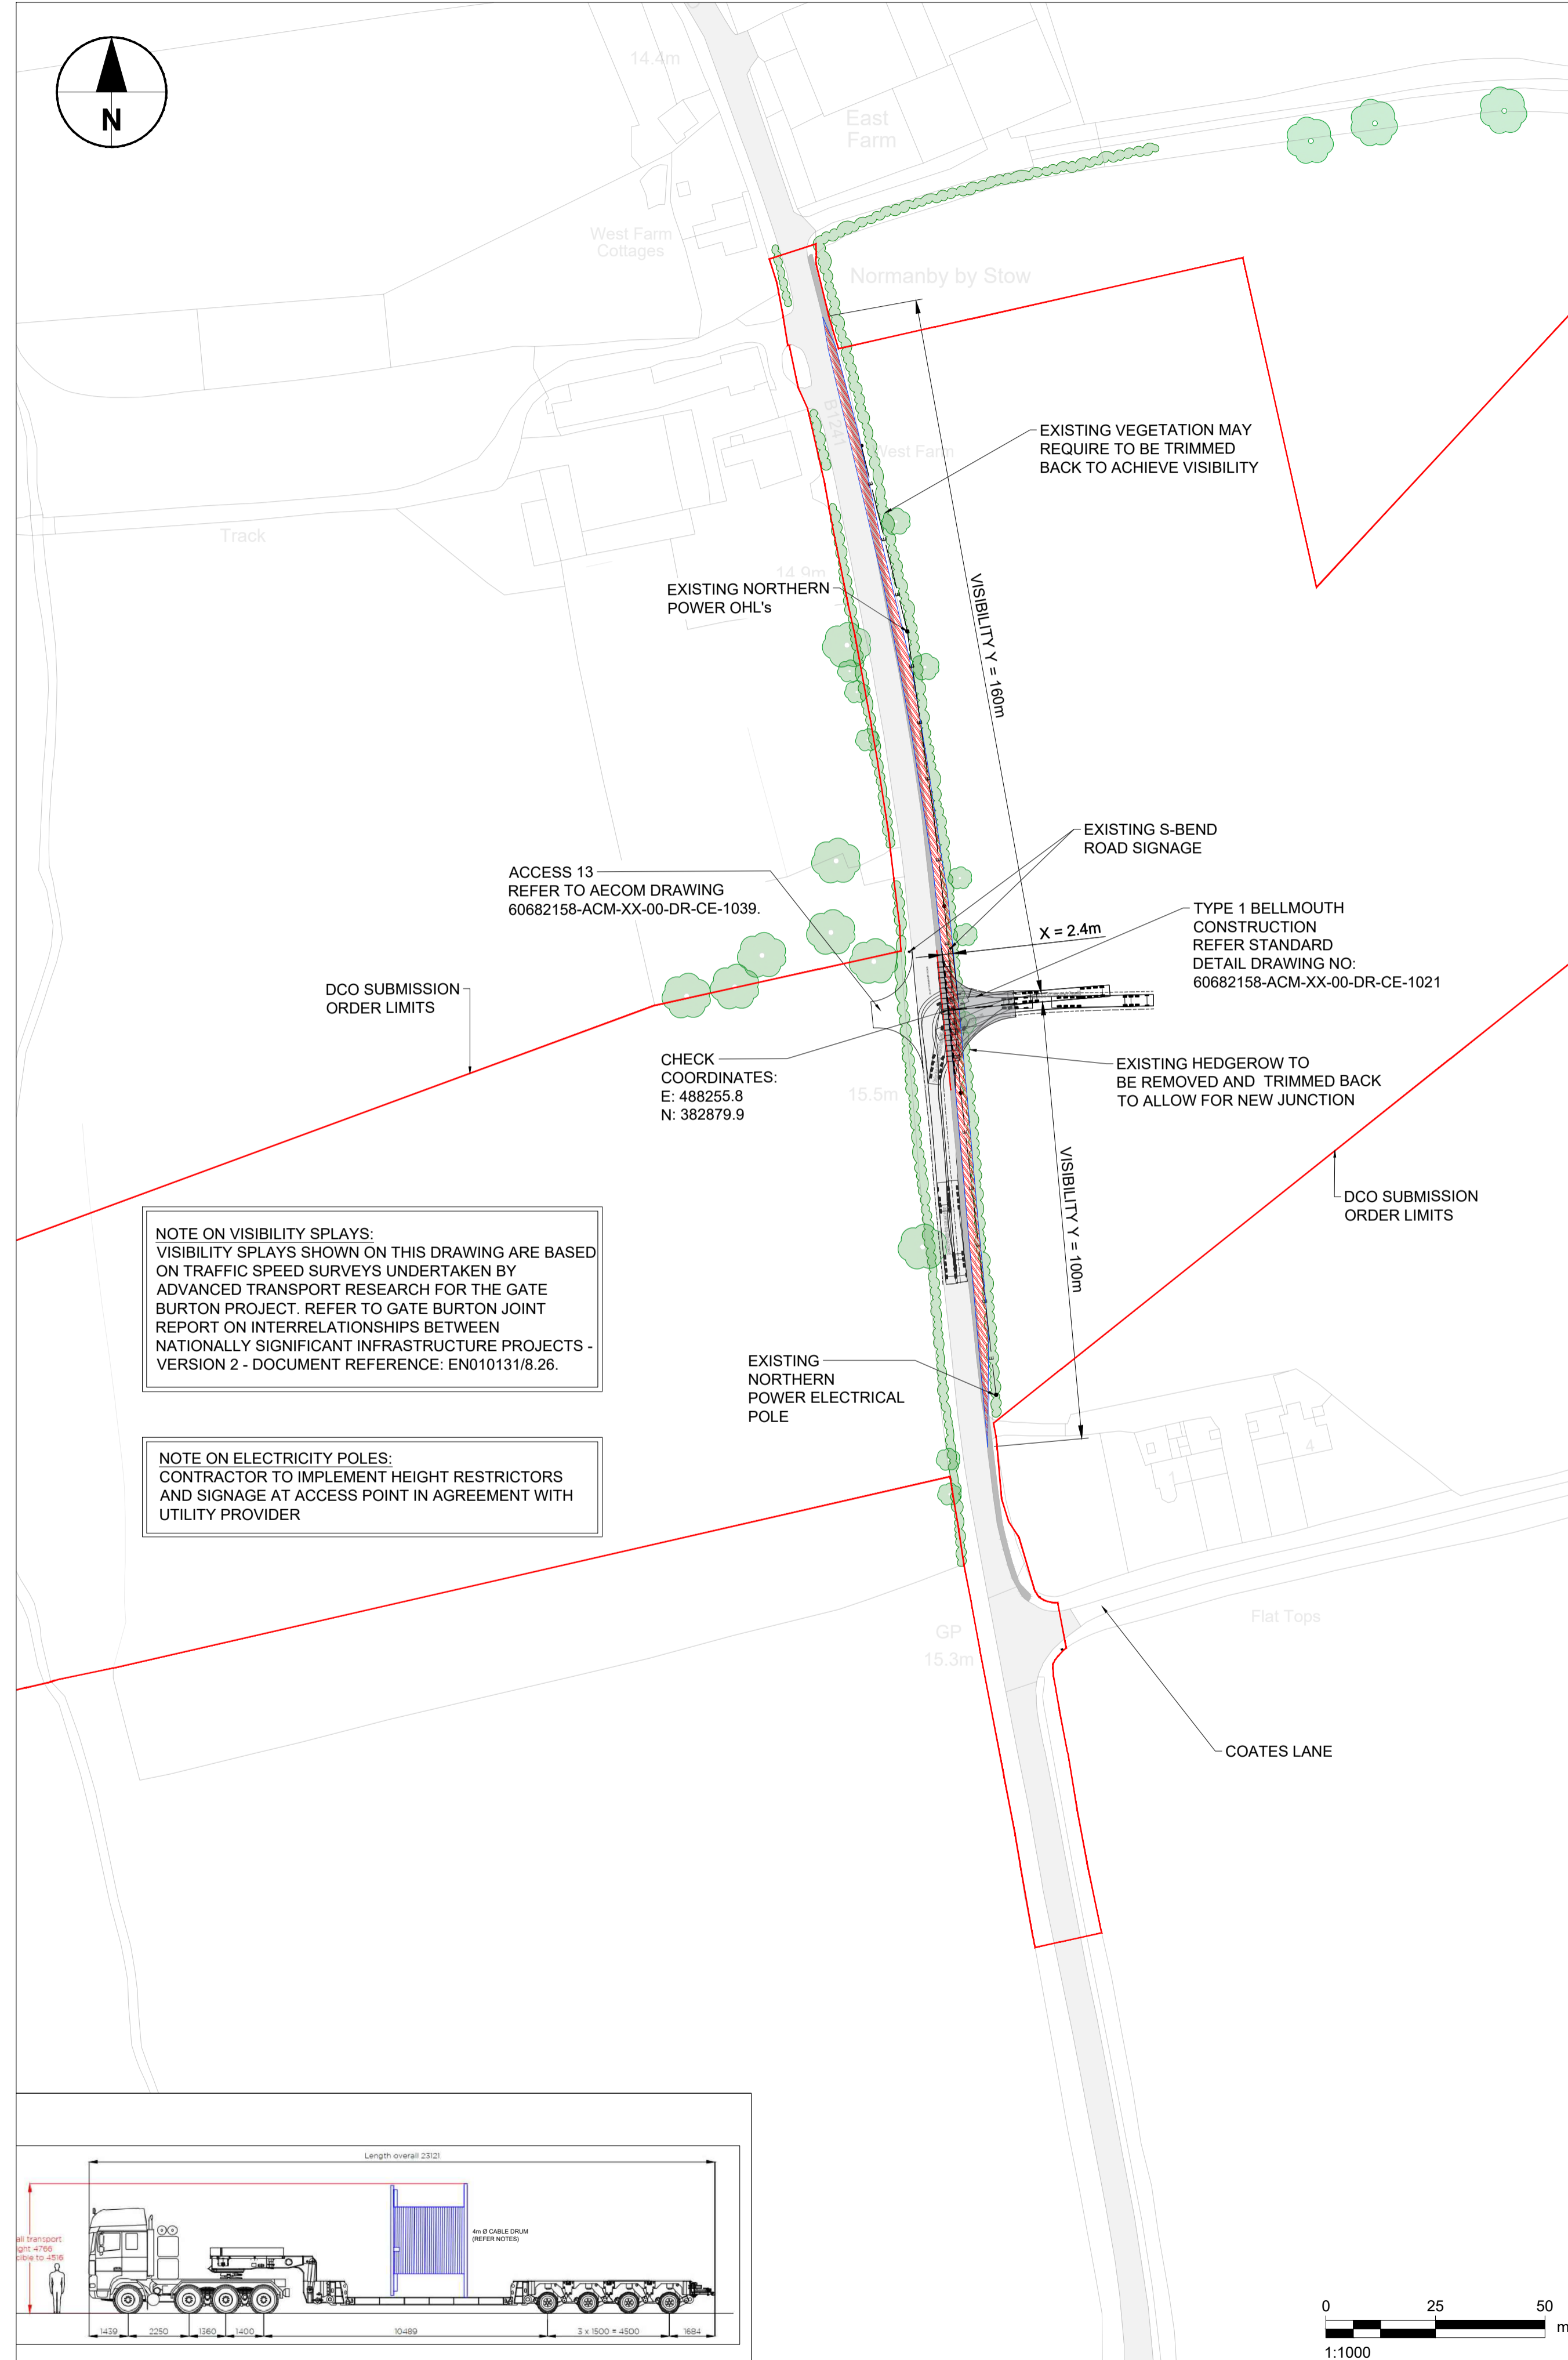 N
14.4m
East
Farm
West Farm
Cottages
Normanby by Stow
B1241
West Farm
EXISTING VEGETATION MAY
REQUIRE TO BE TRIMMED
BACK TO ACHIEVE VISIBILITY
Track
14.9m
EXISTING NORTHERN
POWER OHL's
VISIBILITY Y = 160m
EXISTING S-BEND
ROAD SIGNAGE
ACCESS 13
REFER TO AECOM DRAWING
60682158-ACM-XX-00-DR-CE-1039.
TYPE 1 BELLMOUTH
CONSTRUCTION
REFER STANDARD
DETAIL DRAWING NO:
60682158-ACM-XX-00-DR-CE-1021
X = 2.4m
DCO SUBMISSION
ORDER LIMITS
CHECK
COORDINATES:
E: 488255.8
N: 382879.9
15.5m
EXISTING HEDGEROW TO
BE REMOVED AND TRIMMED BACK
TO ALLOW FOR NEW JUNCTION
VISIBILITY Y = 100m
DCO SUBMISSION
ORDER LIMITS
NOTE ON VISIBILITY SPLAYS:
VISIBILITY SPLAYS SHOWN ON THIS DRAWING ARE BASED
ON TRAFFIC SPEED SURVEYS UNDERTAKEN BY
ADVANCED TRANSPORT RESEARCH FOR THE GATE
BURTON PROJECT. REFER TO GATE BURTON JOINT
REPORT ON INTERRELATIONSHIPS BETWEEN
NATIONALLY SIGNIFICANT INFRASTRUCTURE PROJECTS -
VERSION 2 - DOCUMENT REFERENCE: EN010131/8.26.
EXISTING
NORTHERN
POWER ELECTRICAL
POLE
NOTE ON ELECTRICITY POLES:
CONTRACTOR TO IMPLEMENT HEIGHT RESTRICTORS
AND SIGNAGE AT ACCESS POINT IN AGREEMENT WITH
UTILITY PROVIDER
1
4
Flat Tops
GP
15.3m
COATES LANE
Length overall 23121
4m Ø CABLE DRUM
(REFER NOTES)
all transport
ight 4766
cible to 4516
1439 2250 1360 1400 10489 3 x 1500 = 4500 1684
0 25 50
m
1:1000